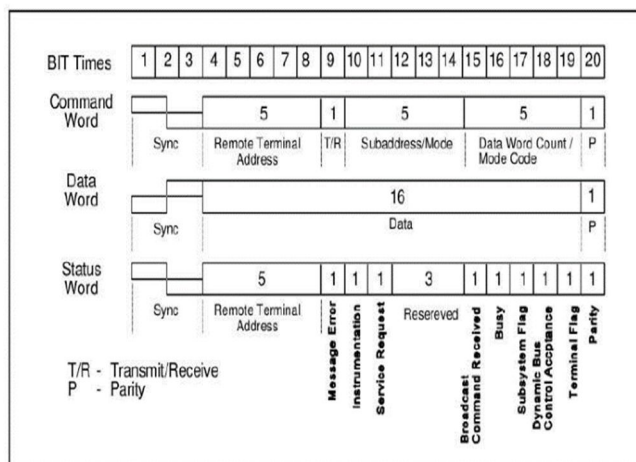 BIT Times 1 2 3 4 5 6 7 8 9 10 11 12 13 14 15 16 17 18 19 20
Command Word 5 1 5 5 1
Sync Remote Terminal Address T/R Subaddress/Mode Data Word Count / Mode Code P
Data Word 16 1
Sync Data P
Status Word 5 1 1 1 3 1 1 1 1 1 1
Sync Remote Terminal Address Message Error Instrumentation Service Request Resereved Broadcast Command Received Busy Subsystem Flag Dynamic Bus Control Accptance Terminal Flag Parity
T/R - Transmit/Receive
P - Parity